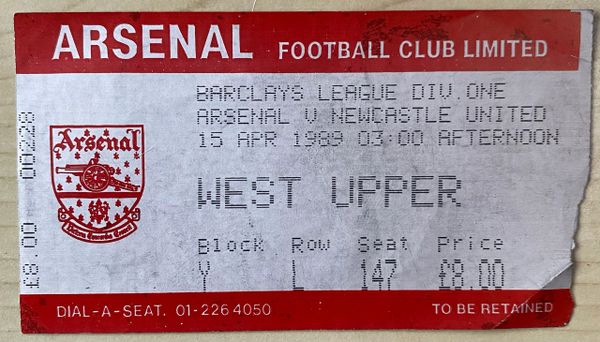 ARSENAL FOOTBALL CLUB LIMITED
BARCLAYS LEAGUE DIV.ONE
ARSENAL V NEWCASTLE UNITED
15 APR 1989 03:00 AFTERNOON
WEST UPPER
Block Row Seat Price
Y L 147 £8.00
DIAL-A-SEAT. 01-226 4050 TO BE RETAINED
£8.00 00228
Arsenal